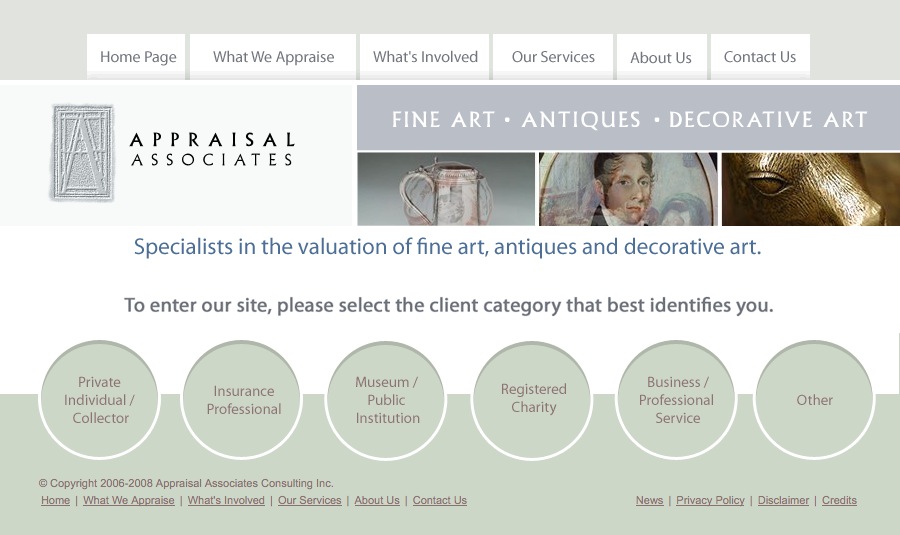 Home Page
What We Appraise
What's Involved
Our Services
About Us
Contact Us
APPRAISAL
ASSOCIATES
FINE ART • ANTIQUES • DECORATIVE ART
Specialists in the valuation of fine art, antiques and decorative art.
To enter our site, please select the client category that best identifies you.
Private
Individual /
Collector
Insurance
Professional
Museum /
Public
Institution
Registered
Charity
Business /
Professional
Service
Other
© Copyright 2006-2008 Appraisal Associates Consulting Inc.
Home | What We Appraise | What's Involved | Our Services | About Us | Contact Us
News | Privacy Policy | Disclaimer | Credits